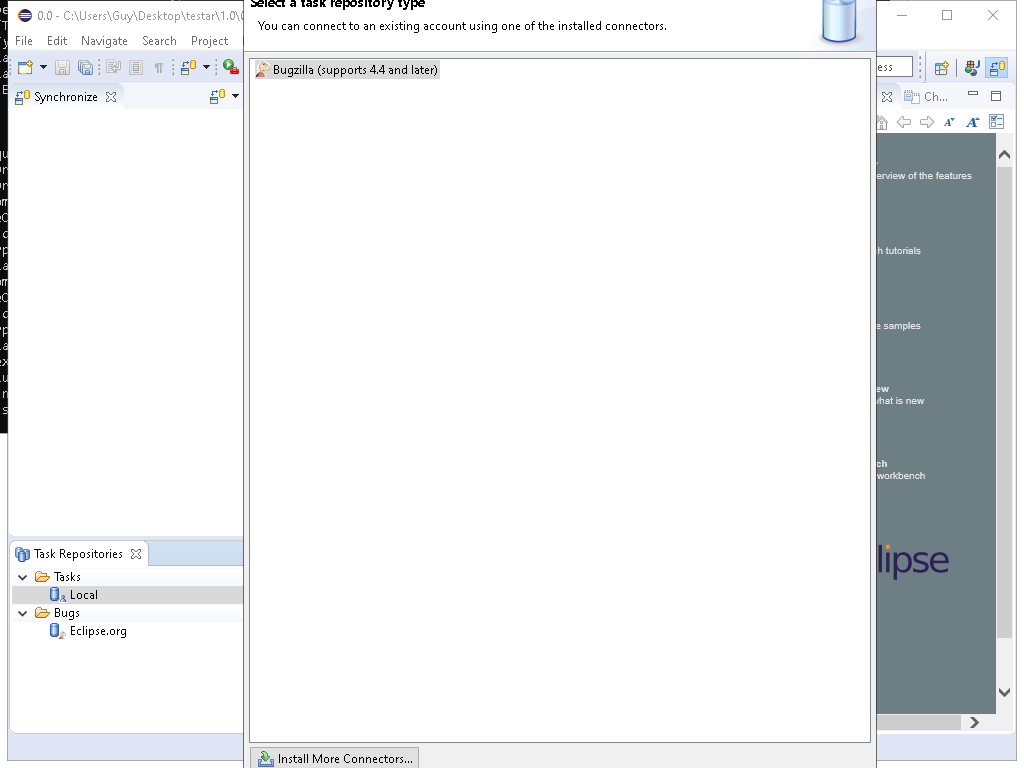 0.0 - C:\Users\Guy\Desktop\testar\1.0\
File Edit Navigate Search Project
Synchronize
Select a task repository type
You can connect to an existing account using one of the installed connectors.
Bugzilla (supports 4.4 and later)
Ch...
erview of the features
h tutorials
e samples
ew
what is new
ch
workbench
lipse
Task Repositories
Tasks
Local
Bugs
Eclipse.org
Install More Connectors...